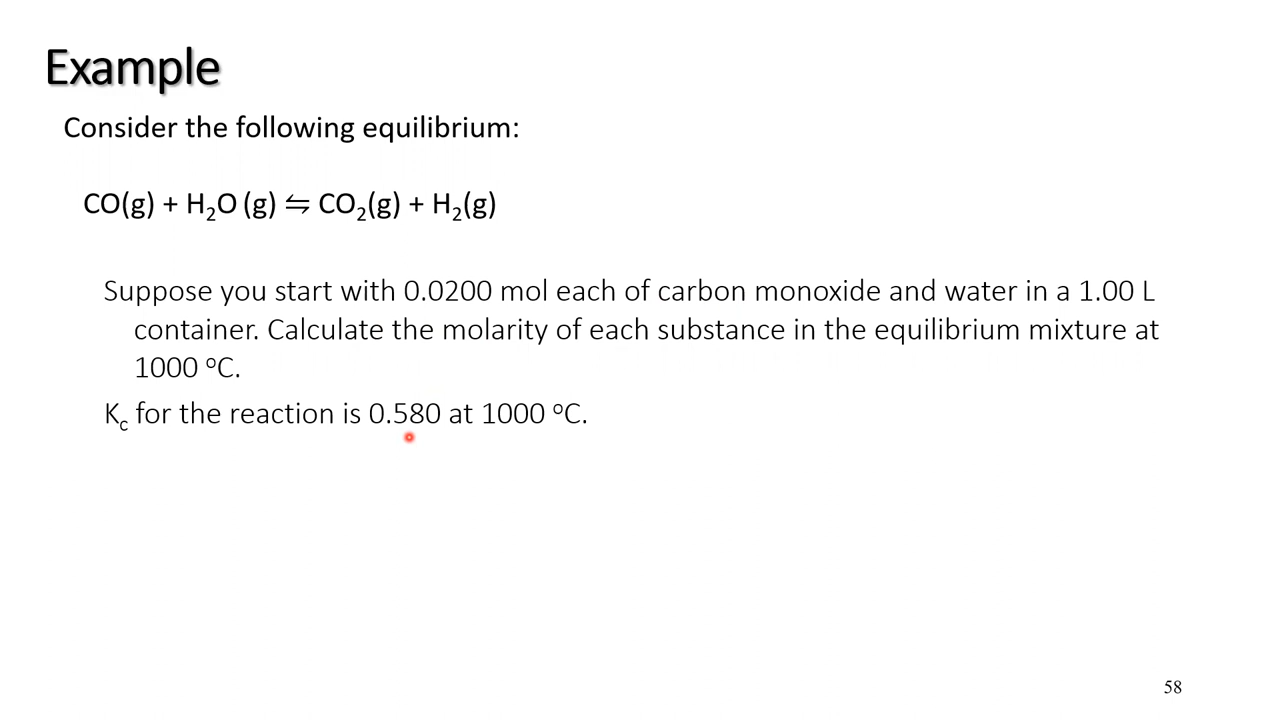 Example
Consider the following equilibrium:
CO(g) + H₂O (g) ⇋ CO₂(g) + H₂(g)
Suppose you start with 0.0200 mol each of carbon monoxide and water in a 1.00 L
container. Calculate the molarity of each substance in the equilibrium mixture at
1000 ºC.
K꜀ for the reaction is 0.580 at 1000 ºC.
58